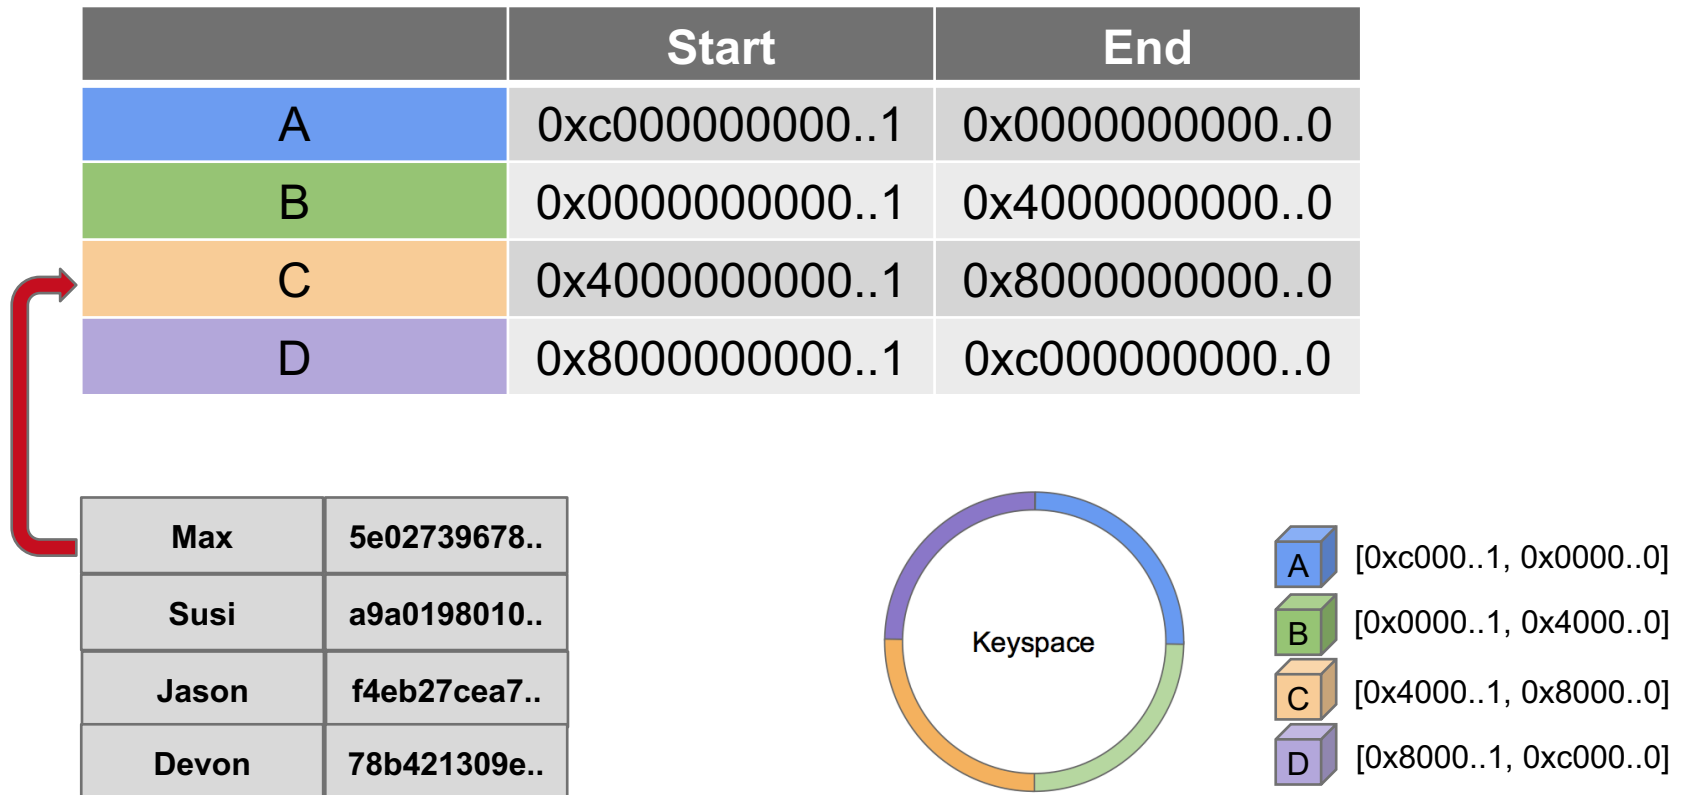 Start End
A 0xc000000000..1 0x0000000000..0
B 0x0000000000..1 0x4000000000..0
C 0x4000000000..1 0x8000000000..0
D 0x8000000000..1 0xc000000000..0
Max 5e02739678..
Susi a9a0198010..
Jason f4eb27cea7..
Devon 78b421309e..
Keyspace
A [0xc000..1, 0x0000..0]
B [0x0000..1, 0x4000..0]
C [0x4000..1, 0x8000..0]
D [0x8000..1, 0xc000..0]